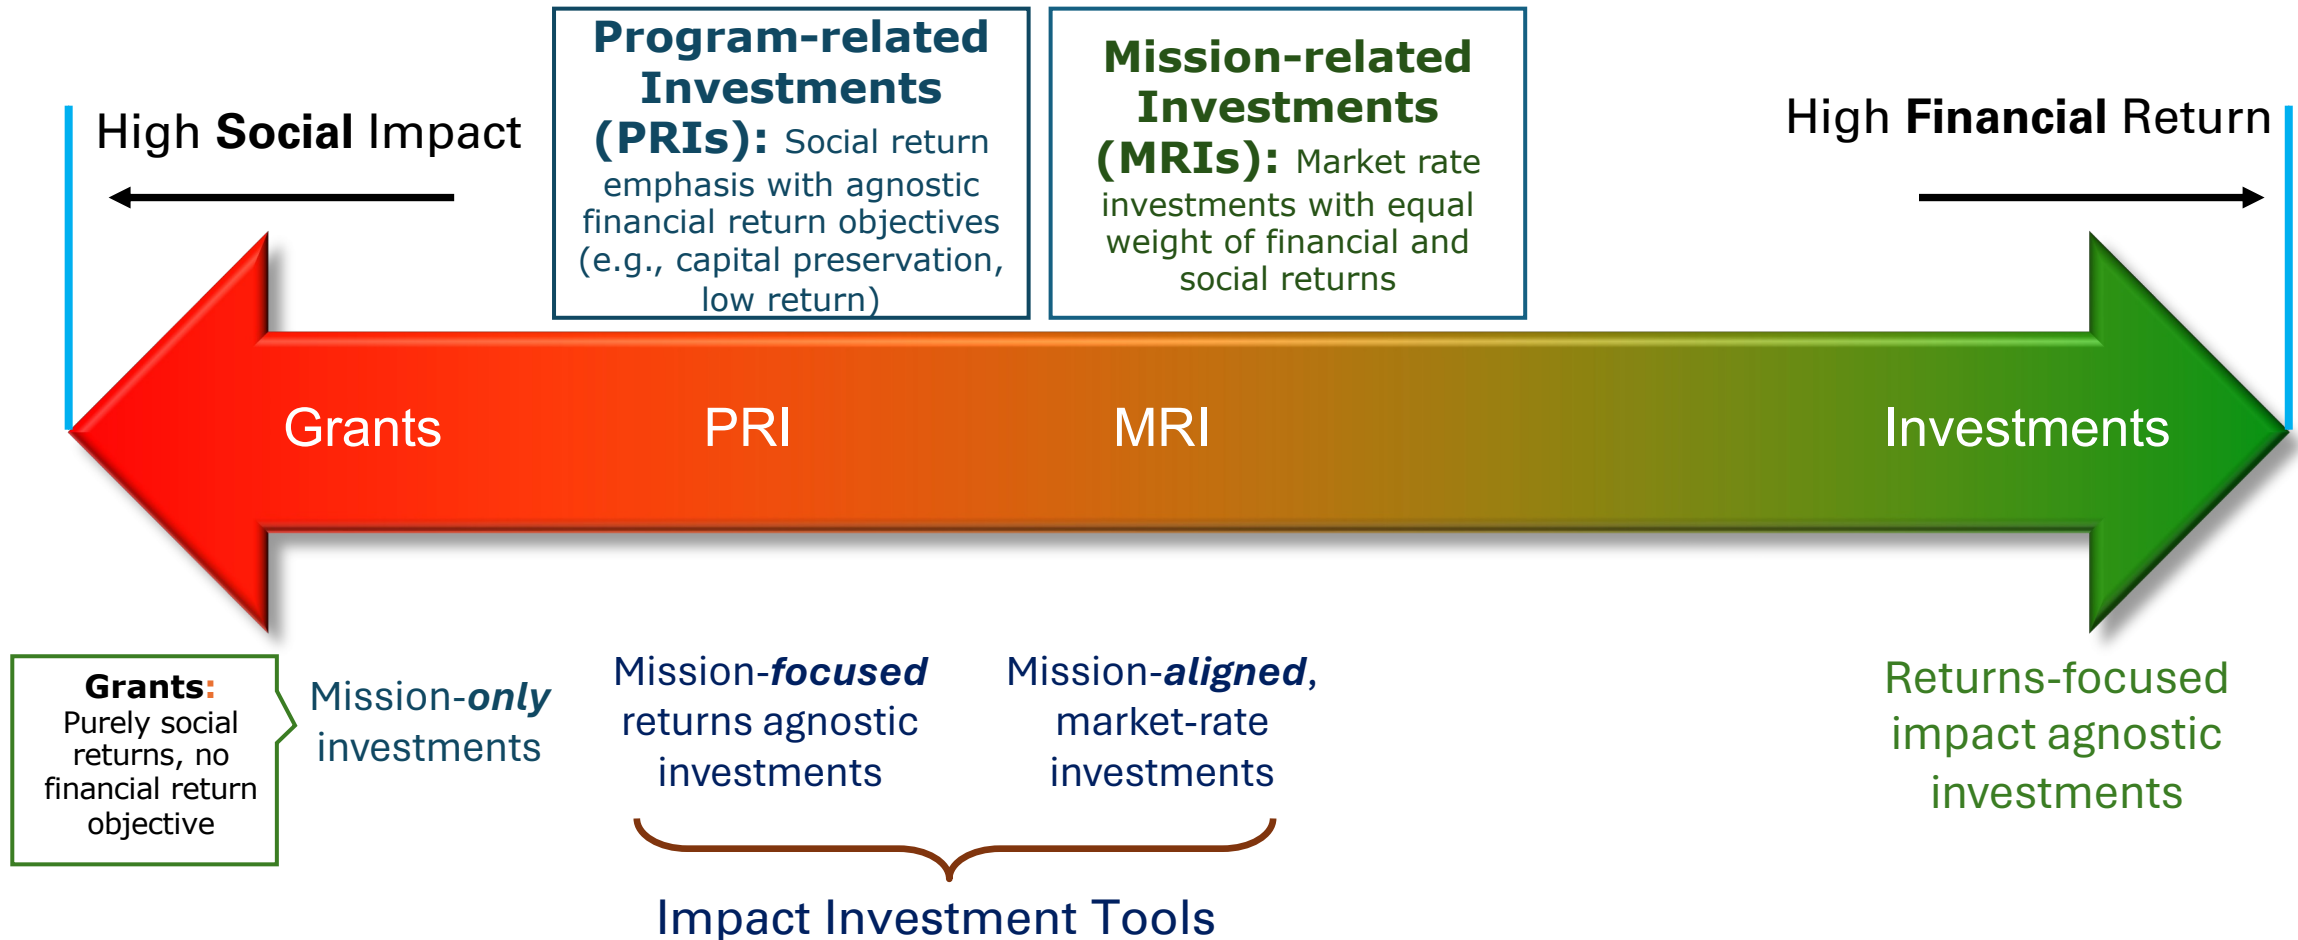 Program-related
Investments
(PRIs): Social return
emphasis with agnostic
financial return objectives
(e.g., capital preservation,
low return)
Mission-related
Investments
(MRIs): Market rate
investments with equal
weight of financial and
social returns
High Social Impact
High Financial Return
Grants
PRI
MRI
Investments
Grants:
Purely social
returns, no
financial return
objective
Mission-only
investments
Mission-focused
returns agnostic
investments
Mission-aligned,
market-rate
investments
Returns-focused
impact agnostic
investments
Impact Investment Tools